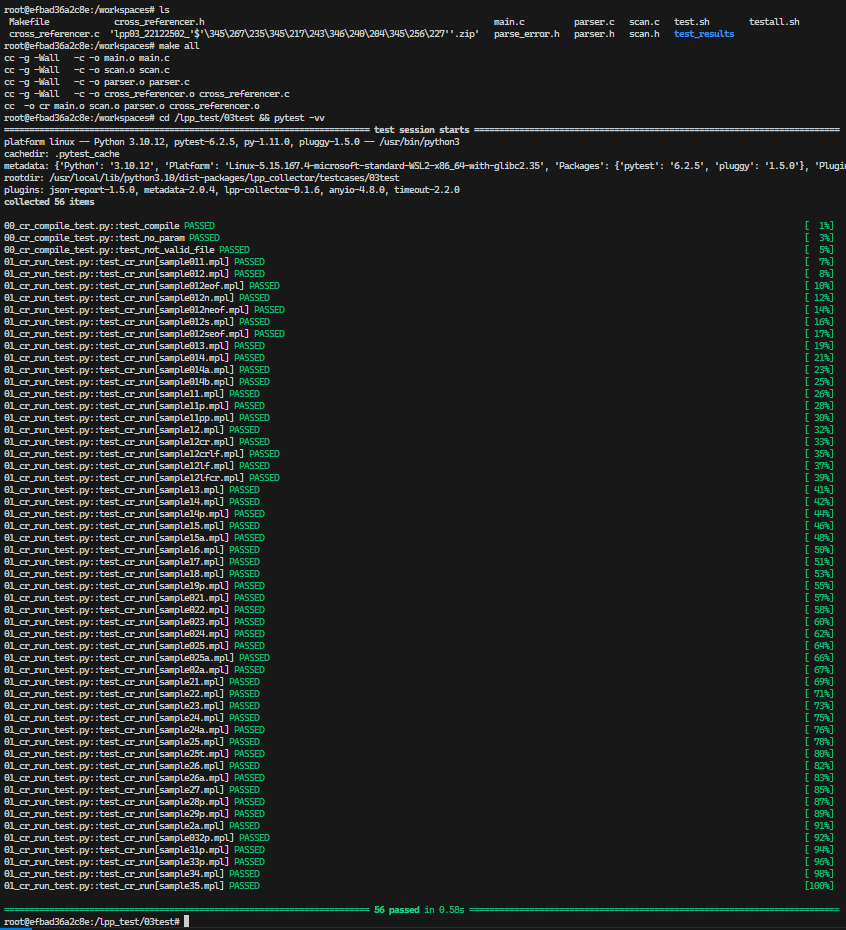 root@efbad36a2c8e:/workspaces# ls
Makefile cross_referencer.h main.c parser.c scan.c test.sh testall.sh
cross_referencer.c 'lpp03_22122502_'$'\345\267\235\345\217\243\346\240\204\345\256\227''.zip' parse_error.h parser.h scan.h test_results
root@efbad36a2c8e:/workspaces# make all
cc -g -Wall -c -o main.o main.c
cc -g -Wall -c -o scan.o scan.c
cc -g -Wall -c -o parser.o parser.c
cc -g -Wall -c -o cross_referencer.o cross_referencer.c
cc -o cr main.o scan.o parser.o cross_referencer.o
root@efbad36a2c8e:/workspaces# cd /lpp_test/03test && pytest -vv
test session starts
platform linux -- Python 3.10.12, pytest-6.2.5, py-1.11.0, pluggy-1.5.0 -- /usr/bin/python3
cachedir: .pytest_cache
metadata: {'Python': '3.10.12', 'Platform': 'Linux-5.15.167.4-microsoft-standard-WSL2-x86_64-with-glibc2.35', 'Packages': {'pytest': '6.2.5', 'pluggy': '1.5.0'}, 'Plugin
rootdir: /usr/local/lib/python3.10/dist-packages/lpp_collector/testcases/03test
plugins: json-report-1.5.0, metadata-2.0.4, lpp-collector-0.1.6, anyio-4.8.0, timeout-2.2.0
collected 56 items
00_cr_compile_test.py::test_compile PASSED [ 1%]
00_cr_compile_test.py::test_no_param PASSED [ 3%]
00_cr_compile_test.py::test_not_valid_file PASSED [ 5%]
01_cr_run_test.py::test_cr_run[sample011.mpl] PASSED [ 7%]
01_cr_run_test.py::test_cr_run[sample012.mpl] PASSED [ 8%]
01_cr_run_test.py::test_cr_run[sample012eof.mpl] PASSED [ 10%]
01_cr_run_test.py::test_cr_run[sample012n.mpl] PASSED [ 12%]
01_cr_run_test.py::test_cr_run[sample012neof.mpl] PASSED [ 14%]
01_cr_run_test.py::test_cr_run[sample012s.mpl] PASSED [ 16%]
01_cr_run_test.py::test_cr_run[sample012seof.mpl] PASSED [ 17%]
01_cr_run_test.py::test_cr_run[sample013.mpl] PASSED [ 19%]
01_cr_run_test.py::test_cr_run[sample014.mpl] PASSED [ 21%]
01_cr_run_test.py::test_cr_run[sample014a.mpl] PASSED [ 23%]
01_cr_run_test.py::test_cr_run[sample014b.mpl] PASSED [ 25%]
01_cr_run_test.py::test_cr_run[sample11.mpl] PASSED [ 26%]
01_cr_run_test.py::test_cr_run[sample11p.mpl] PASSED [ 28%]
01_cr_run_test.py::test_cr_run[sample11pp.mpl] PASSED [ 30%]
01_cr_run_test.py::test_cr_run[sample12.mpl] PASSED [ 32%]
01_cr_run_test.py::test_cr_run[sample12cr.mpl] PASSED [ 33%]
01_cr_run_test.py::test_cr_run[sample12crlf.mpl] PASSED [ 35%]
01_cr_run_test.py::test_cr_run[sample12lf.mpl] PASSED [ 37%]
01_cr_run_test.py::test_cr_run[sample12lfcr.mpl] PASSED [ 39%]
01_cr_run_test.py::test_cr_run[sample13.mpl] PASSED [ 41%]
01_cr_run_test.py::test_cr_run[sample14.mpl] PASSED [ 42%]
01_cr_run_test.py::test_cr_run[sample14p.mpl] PASSED [ 44%]
01_cr_run_test.py::test_cr_run[sample15.mpl] PASSED [ 46%]
01_cr_run_test.py::test_cr_run[sample15a.mpl] PASSED [ 48%]
01_cr_run_test.py::test_cr_run[sample16.mpl] PASSED [ 50%]
01_cr_run_test.py::test_cr_run[sample17.mpl] PASSED [ 51%]
01_cr_run_test.py::test_cr_run[sample18.mpl] PASSED [ 53%]
01_cr_run_test.py::test_cr_run[sample19p.mpl] PASSED [ 55%]
01_cr_run_test.py::test_cr_run[sample021.mpl] PASSED [ 57%]
01_cr_run_test.py::test_cr_run[sample022.mpl] PASSED [ 58%]
01_cr_run_test.py::test_cr_run[sample023.mpl] PASSED [ 60%]
01_cr_run_test.py::test_cr_run[sample024.mpl] PASSED [ 62%]
01_cr_run_test.py::test_cr_run[sample025.mpl] PASSED [ 64%]
01_cr_run_test.py::test_cr_run[sample025a.mpl] PASSED [ 66%]
01_cr_run_test.py::test_cr_run[sample02a.mpl] PASSED [ 67%]
01_cr_run_test.py::test_cr_run[sample21.mpl] PASSED [ 69%]
01_cr_run_test.py::test_cr_run[sample22.mpl] PASSED [ 71%]
01_cr_run_test.py::test_cr_run[sample23.mpl] PASSED [ 73%]
01_cr_run_test.py::test_cr_run[sample24.mpl] PASSED [ 75%]
01_cr_run_test.py::test_cr_run[sample24a.mpl] PASSED [ 76%]
01_cr_run_test.py::test_cr_run[sample25.mpl] PASSED [ 78%]
01_cr_run_test.py::test_cr_run[sample25t.mpl] PASSED [ 80%]
01_cr_run_test.py::test_cr_run[sample26.mpl] PASSED [ 82%]
01_cr_run_test.py::test_cr_run[sample26a.mpl] PASSED [ 83%]
01_cr_run_test.py::test_cr_run[sample27.mpl] PASSED [ 85%]
01_cr_run_test.py::test_cr_run[sample28p.mpl] PASSED [ 87%]
01_cr_run_test.py::test_cr_run[sample29p.mpl] PASSED [ 89%]
01_cr_run_test.py::test_cr_run[sample2a.mpl] PASSED [ 91%]
01_cr_run_test.py::test_cr_run[sample032p.mpl] PASSED [ 92%]
01_cr_run_test.py::test_cr_run[sample31p.mpl] PASSED [ 94%]
01_cr_run_test.py::test_cr_run[sample33p.mpl] PASSED [ 96%]
01_cr_run_test.py::test_cr_run[sample34.mpl] PASSED [ 98%]
01_cr_run_test.py::test_cr_run[sample35.mpl] PASSED [100%]
56 passed in 0.58s
root@efbad36a2c8e:/lpp_test/03test#